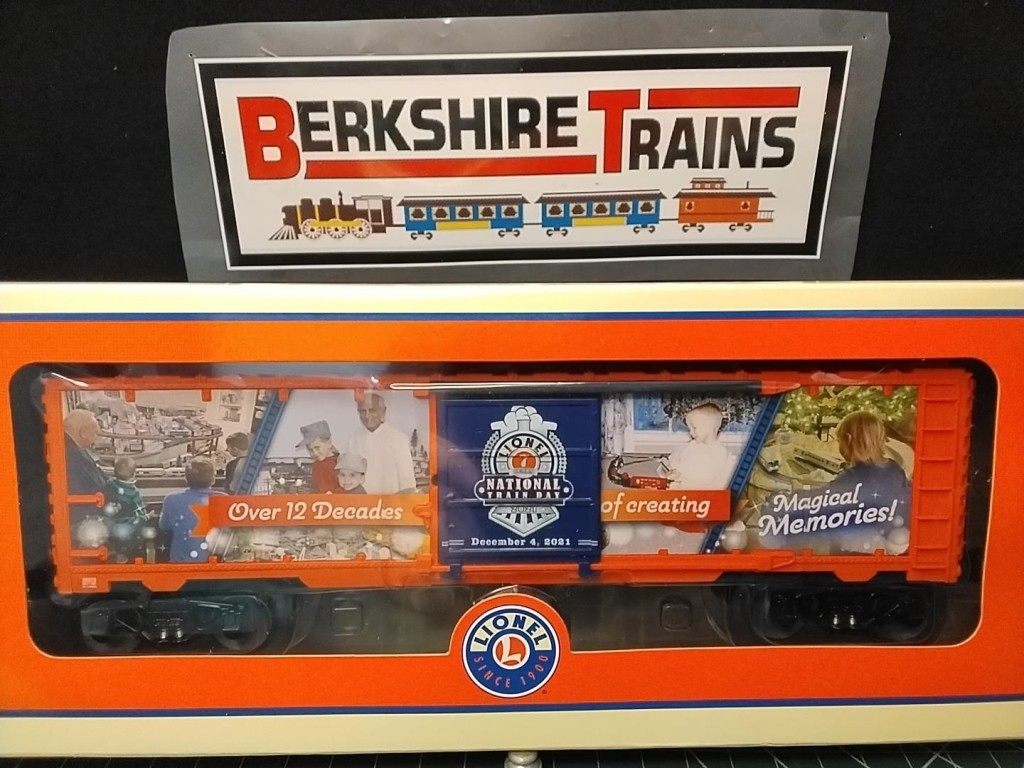 BERKSHIRE TRAINS
Over 12 Decades
LIONEL
NATIONAL
TRAIN DAY
December 4, 2021
of creating
Magical
Memories!
LIONEL
L
SINCE 1900